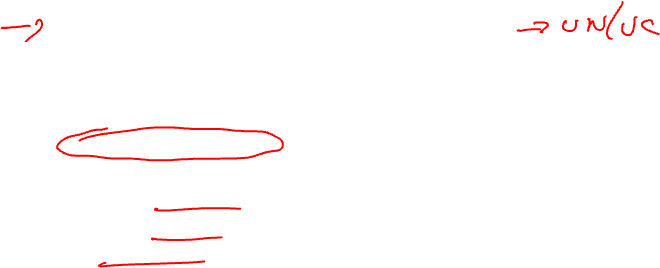 → → UN/UC